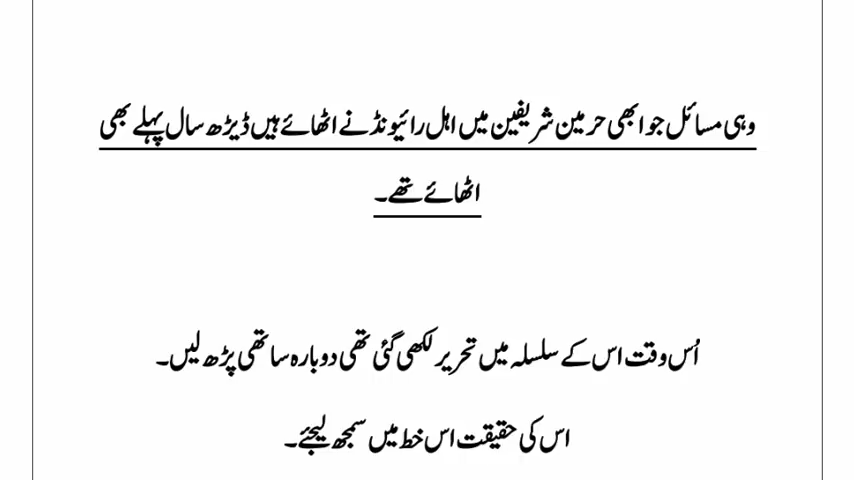 وہی مسائل جو ابھی حرمین شریفین میں اہل رائیونڈ نے اٹھائے ہیں ڈیڑھ سال پہلے بھی
اٹھائے تھے۔
اُس وقت اس کے سلسلہ میں تحریر لکھی گئی تھی دوبارہ ساتھی پڑھ لیں۔
اس کی حقیقت اس خط میں سمجھ لیجئے۔